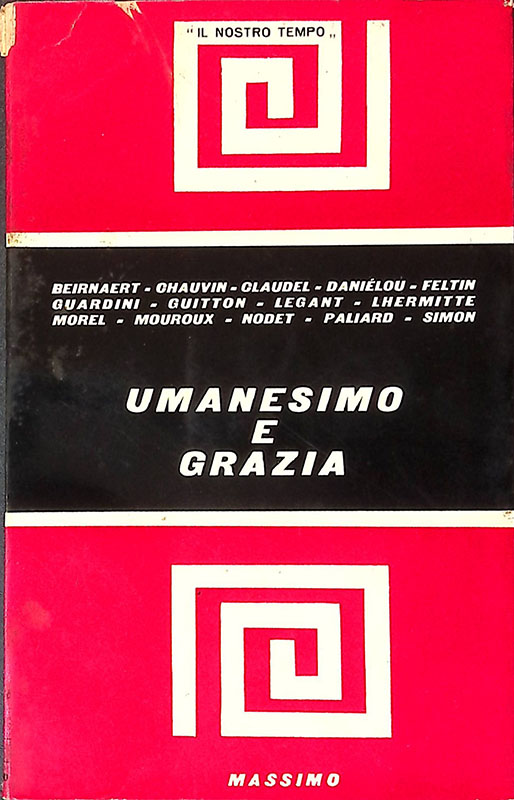 "IL NOSTRO TEMPO„
BEIRNAERT - CHAUVIN - CLAUDEL - DANIÉLOU - FELTIN
GUARDINI - GUITTON - LEGANT - LHERMITTE
MOREL - MOUROUX - NODET - PALIARD - SIMON
UMANESIMO
E
GRAZIA
MASSIMO